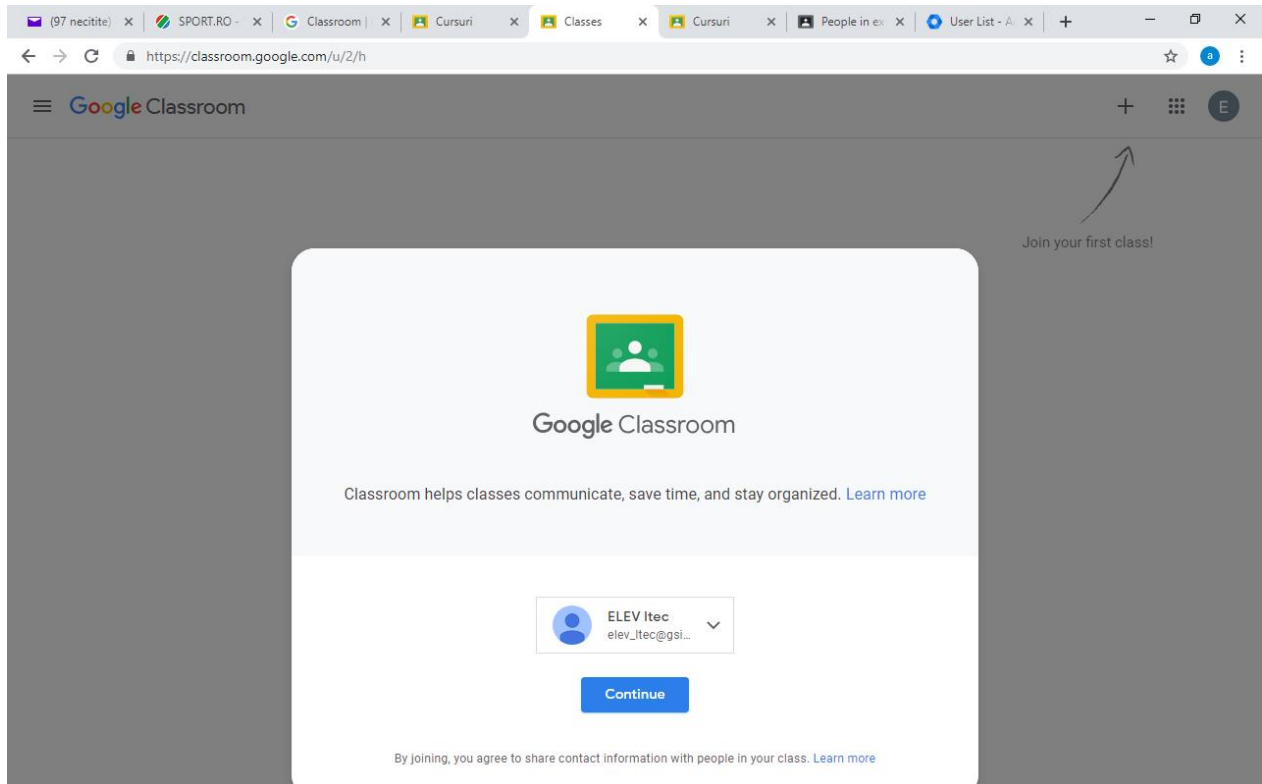 (97 necitite)
SPORT.RO -
Classroom |
Cursuri
Classes
Cursuri
People in ex
User List - A
https://classroom.google.com/u/2/h
a
Google Classroom
E
Join your first class!
Google Classroom
Classroom helps classes communicate, save time, and stay organized. Learn more
ELEV ltec
elev_ltec@gsi...
Continue
By joining, you agree to share contact information with people in your class. Learn more